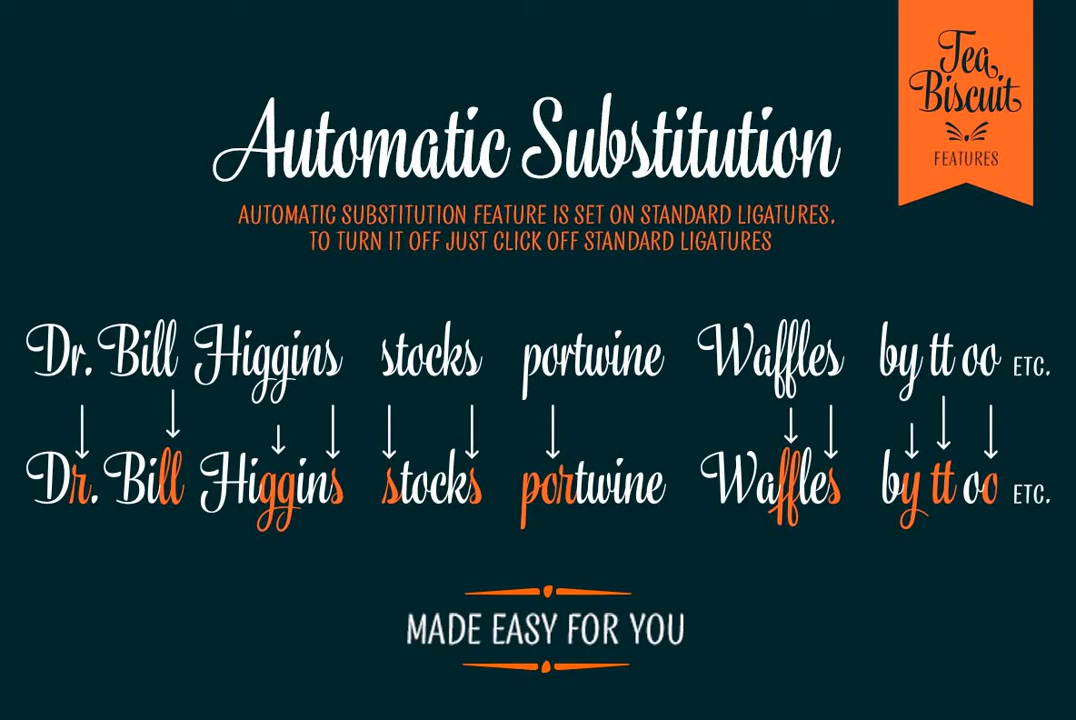 Tea
Biscuit
FEATURES
Automatic Substitution
AUTOMATIC SUBSTITUTION FEATURE IS SET ON STANDARD LIGATURES.
TO TURN IT OFF JUST CLICK OFF STANDARD LIGATURES
Dr. Bill Higgins stocks portwine Waffles by tt oo ETC.
Dr. Bill Higgins stocks portwine Waffles by tt oo ETC.
MADE EASY FOR YOU